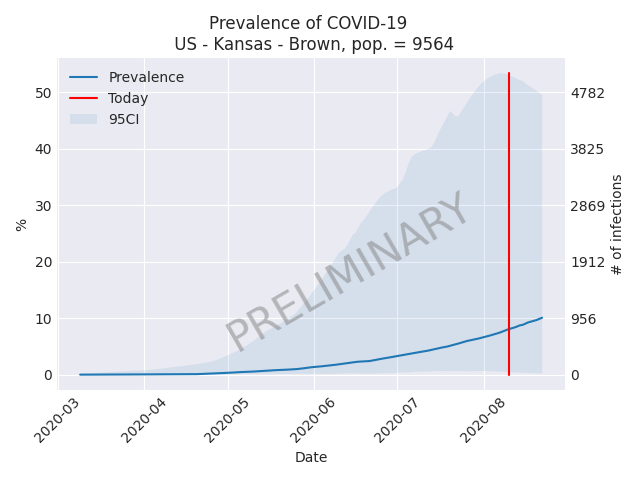 Prevalence of COVID-19
US - Kansas - Brown, pop. = 9564
Prevalence
Today
95CI
50
40
30
20
10
0
%
4782
3825
2869
1912
956
0
# of infections
PRELIMINARY
2020-03
2020-04
2020-05
2020-06
2020-07
2020-08
Date